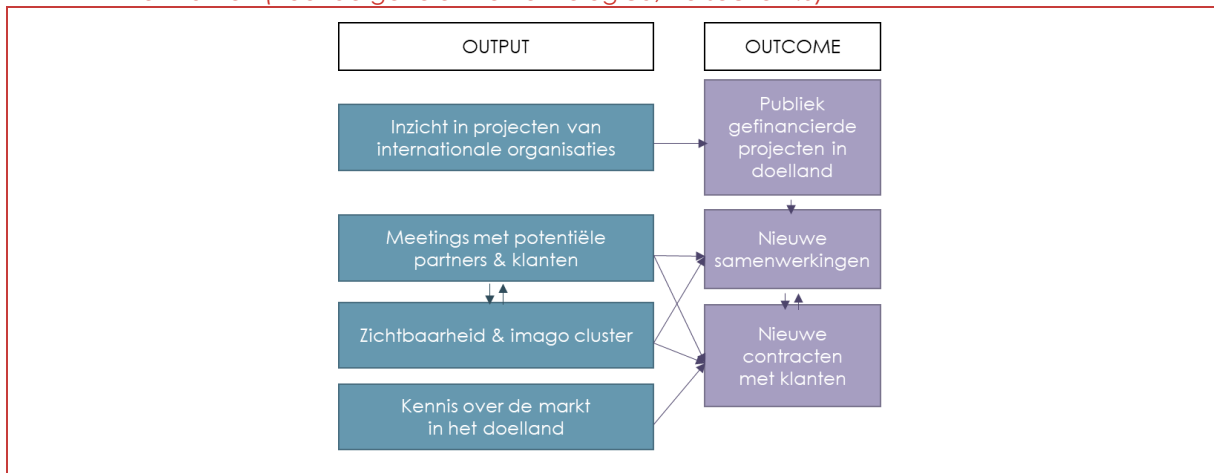 OUTPUT
OUTCOME
Inzicht in projecten van
internationale organisaties
Publiek
gefinancierde
projecten in
doelland
Meetings met potentiële
partners & klanten
Nieuwe
samenwerkingen
Zichtbaarheid & imago cluster
Nieuwe
contracten
met klanten
Kennis over de markt
in het doelland